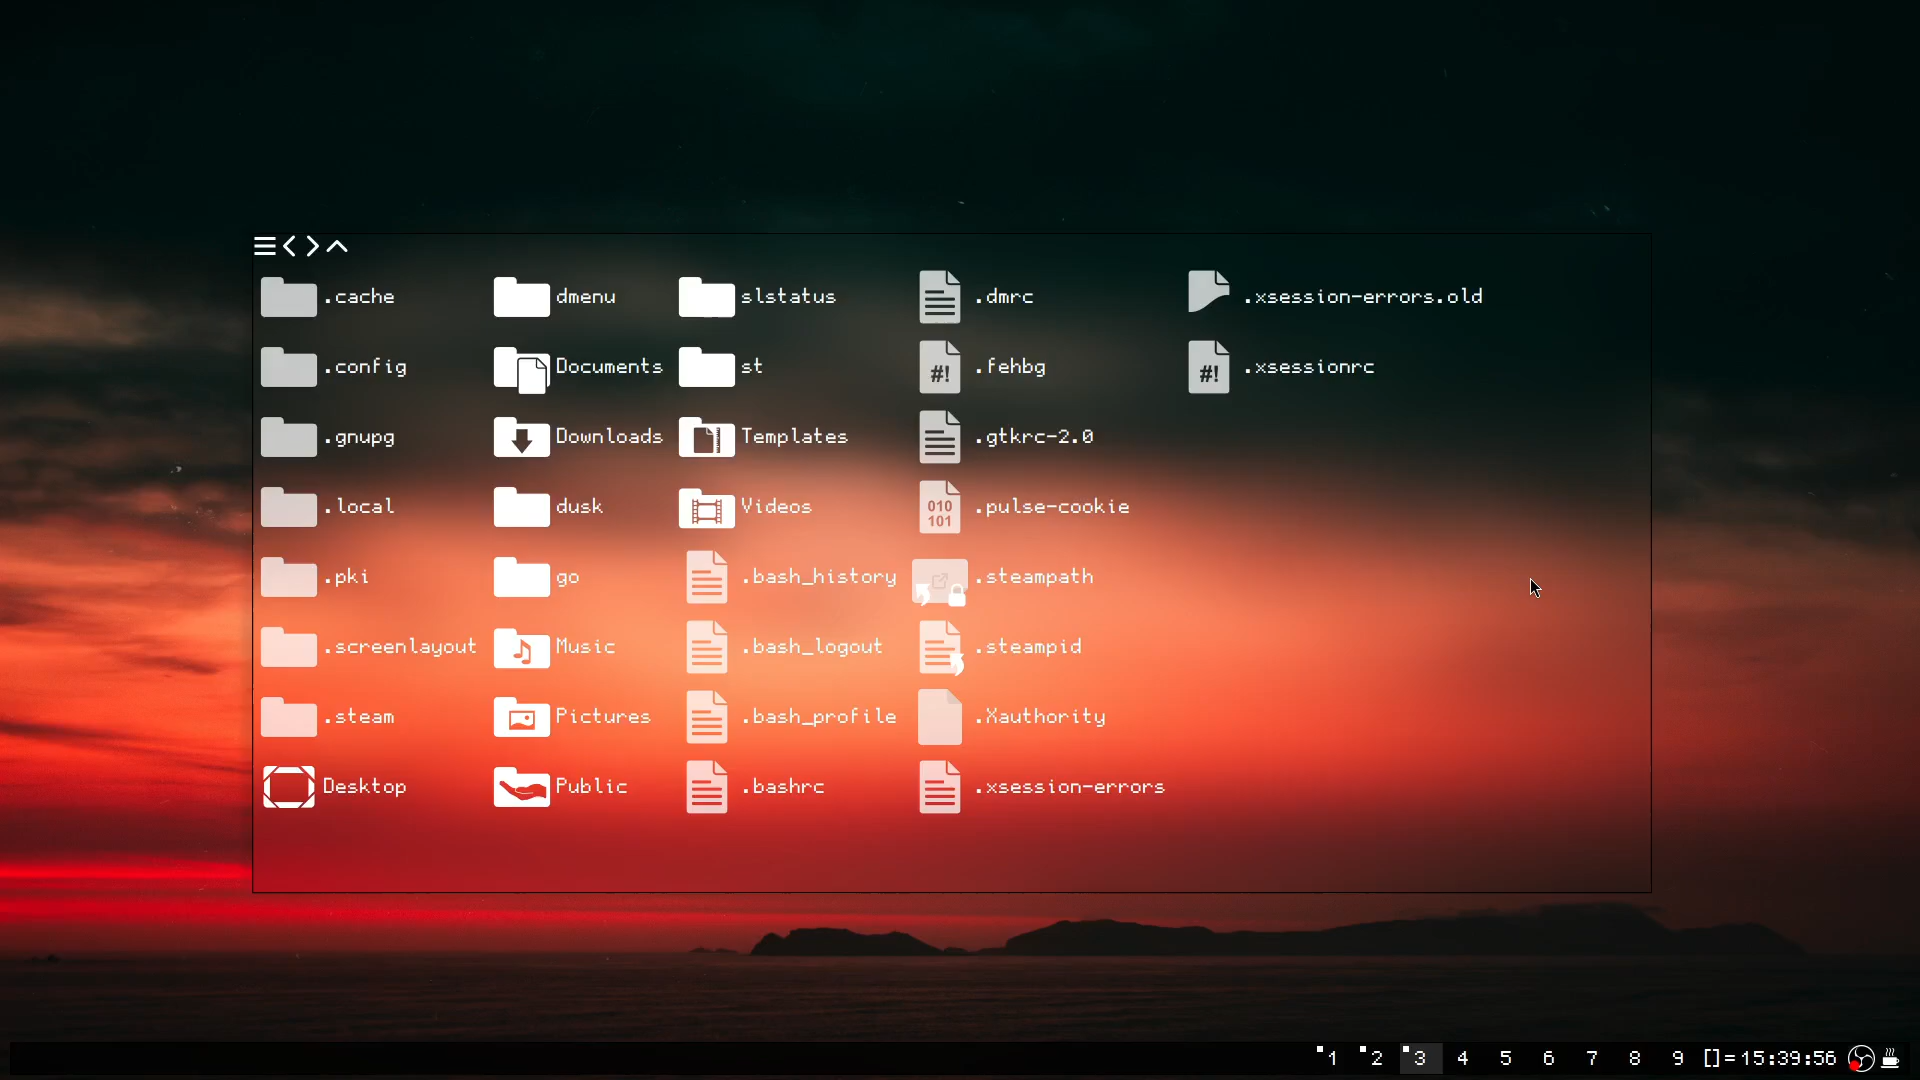 .cache
.config
.gnupg
.local
.pki
.screenlayout
.steam
Desktop
dmenu
Documents
Downloads
dusk
go
Music
Pictures
Public
slstatus
st
Templates
Videos
.bash_history
.bash_logout
.bash_profile
.bashrc
.dmrc
#!
.fehbg
.gtkrc-2.0
010
101
.pulse-cookie
.steampath
.steampid
.Xauthority
.xsession-errors
.xsession-errors.old
#!
.xsessionrc
1 2 3 4 5 6 7 8 9 []= 15:39:56